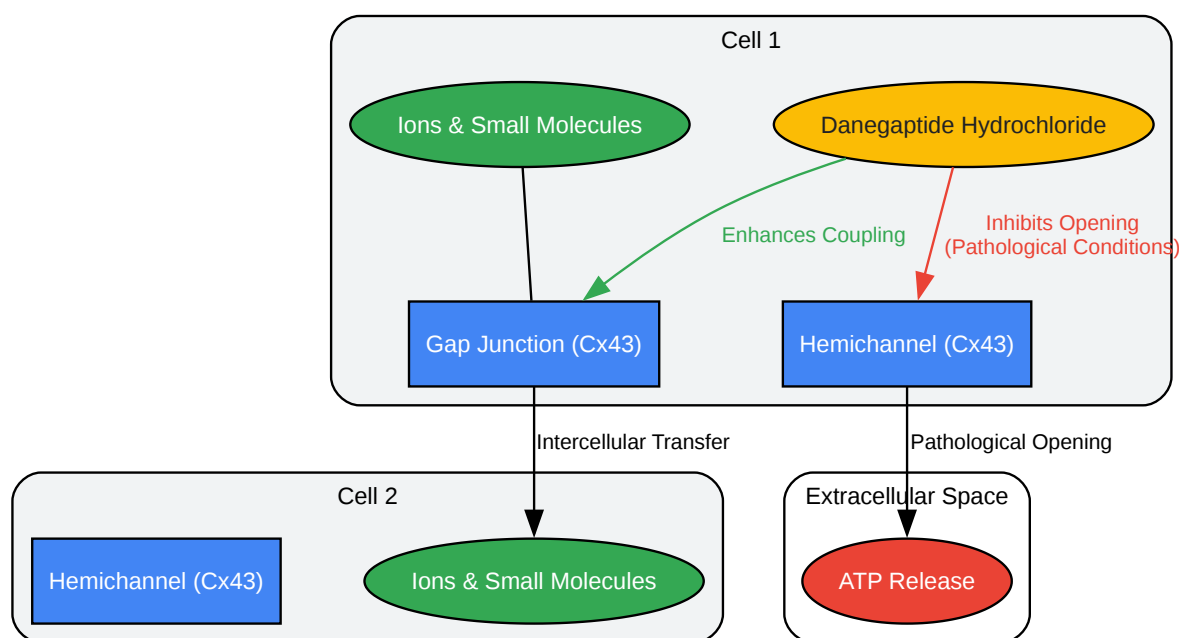 Cell 1
Ions & Small Molecules
Danegaptide Hydrochloride
Enhances Coupling
Inhibits Opening
(Pathological Conditions)
Gap Junction (Cx43)
Hemichannel (Cx43)
Intercellular Transfer
Pathological Opening
Cell 2
Extracellular Space
Hemichannel (Cx43)
Ions & Small Molecules
ATP Release